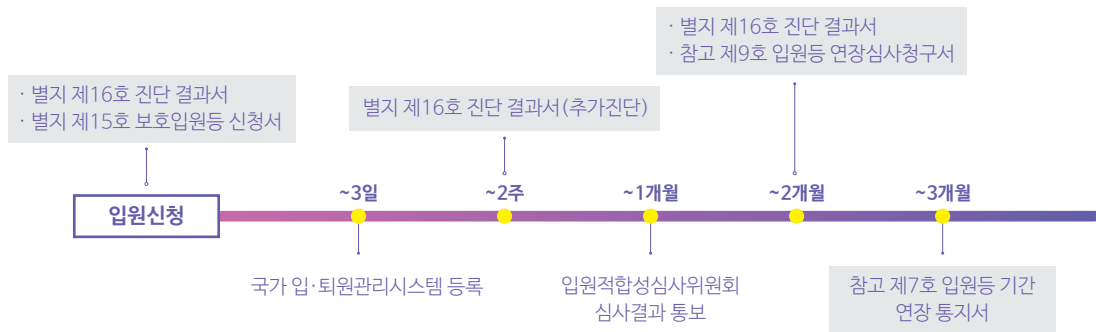 · 별지 제16호 진단 결과서
· 참고 제9호 입원등 연장심사청구서
· 별지 제16호 진단 결과서
· 별지 제15호 보호입원등 신청서
별지 제16호 진단 결과서(추가진단)
입원신청
~3일
~2주
~1개월
~2개월
~3개월
국가 입·퇴원관리시스템 등록
입원적합성심사위원회
심사결과 통보
참고 제7호 입원등 기간
연장 통지서